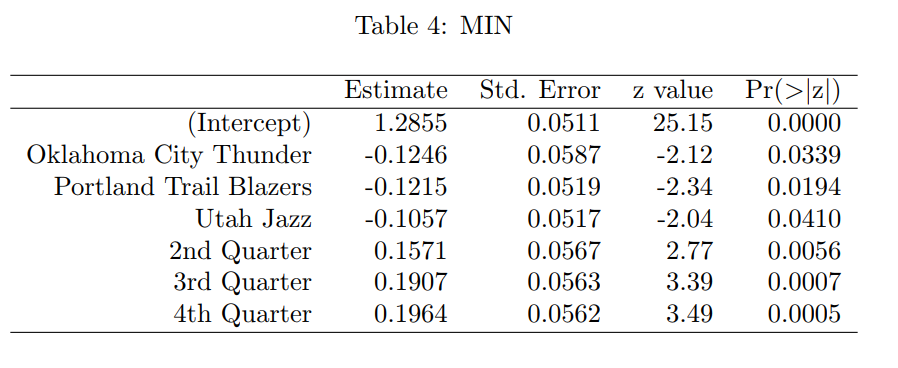 Table 4: MIN
Estimate Std. Error z value Pr(>|z|)
(Intercept) 1.2855 0.0511 25.15 0.0000
Oklahoma City Thunder -0.1246 0.0587 -2.12 0.0339
Portland Trail Blazers -0.1215 0.0519 -2.34 0.0194
Utah Jazz -0.1057 0.0517 -2.04 0.0410
2nd Quarter 0.1571 0.0567 2.77 0.0056
3rd Quarter 0.1907 0.0563 3.39 0.0007
4th Quarter 0.1964 0.0562 3.49 0.0005